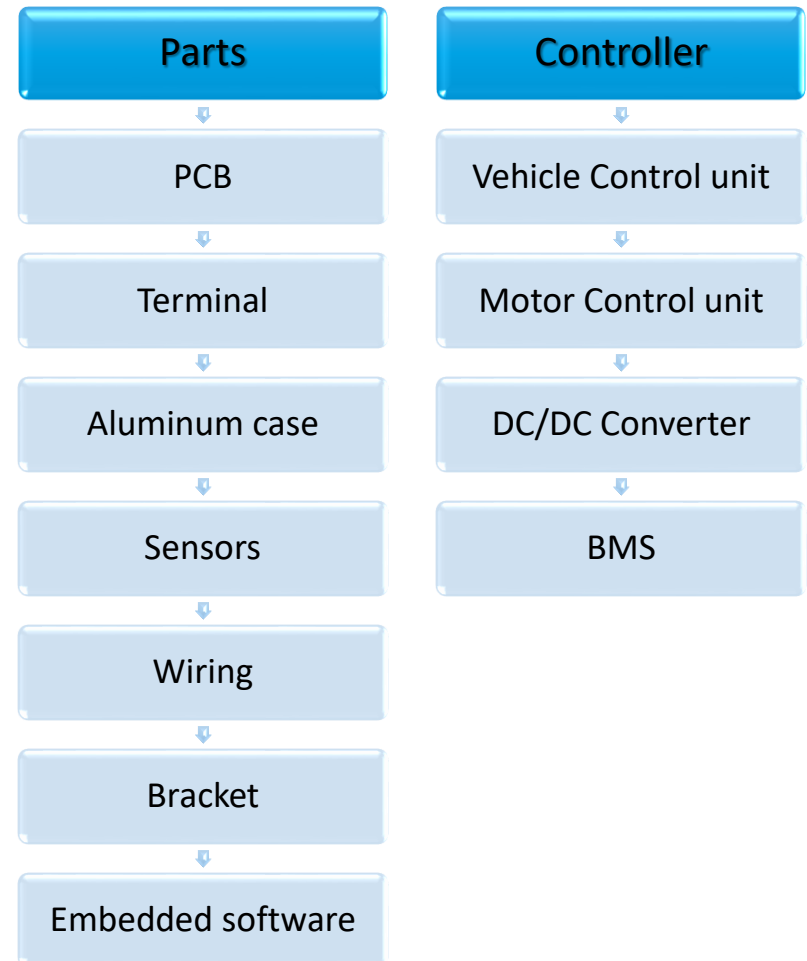 Parts
PCB
Terminal
Aluminum case
Sensors
Wiring
Bracket
Embedded software
Controller
Vehicle Control unit
Motor Control unit
DC/DC Converter
BMS